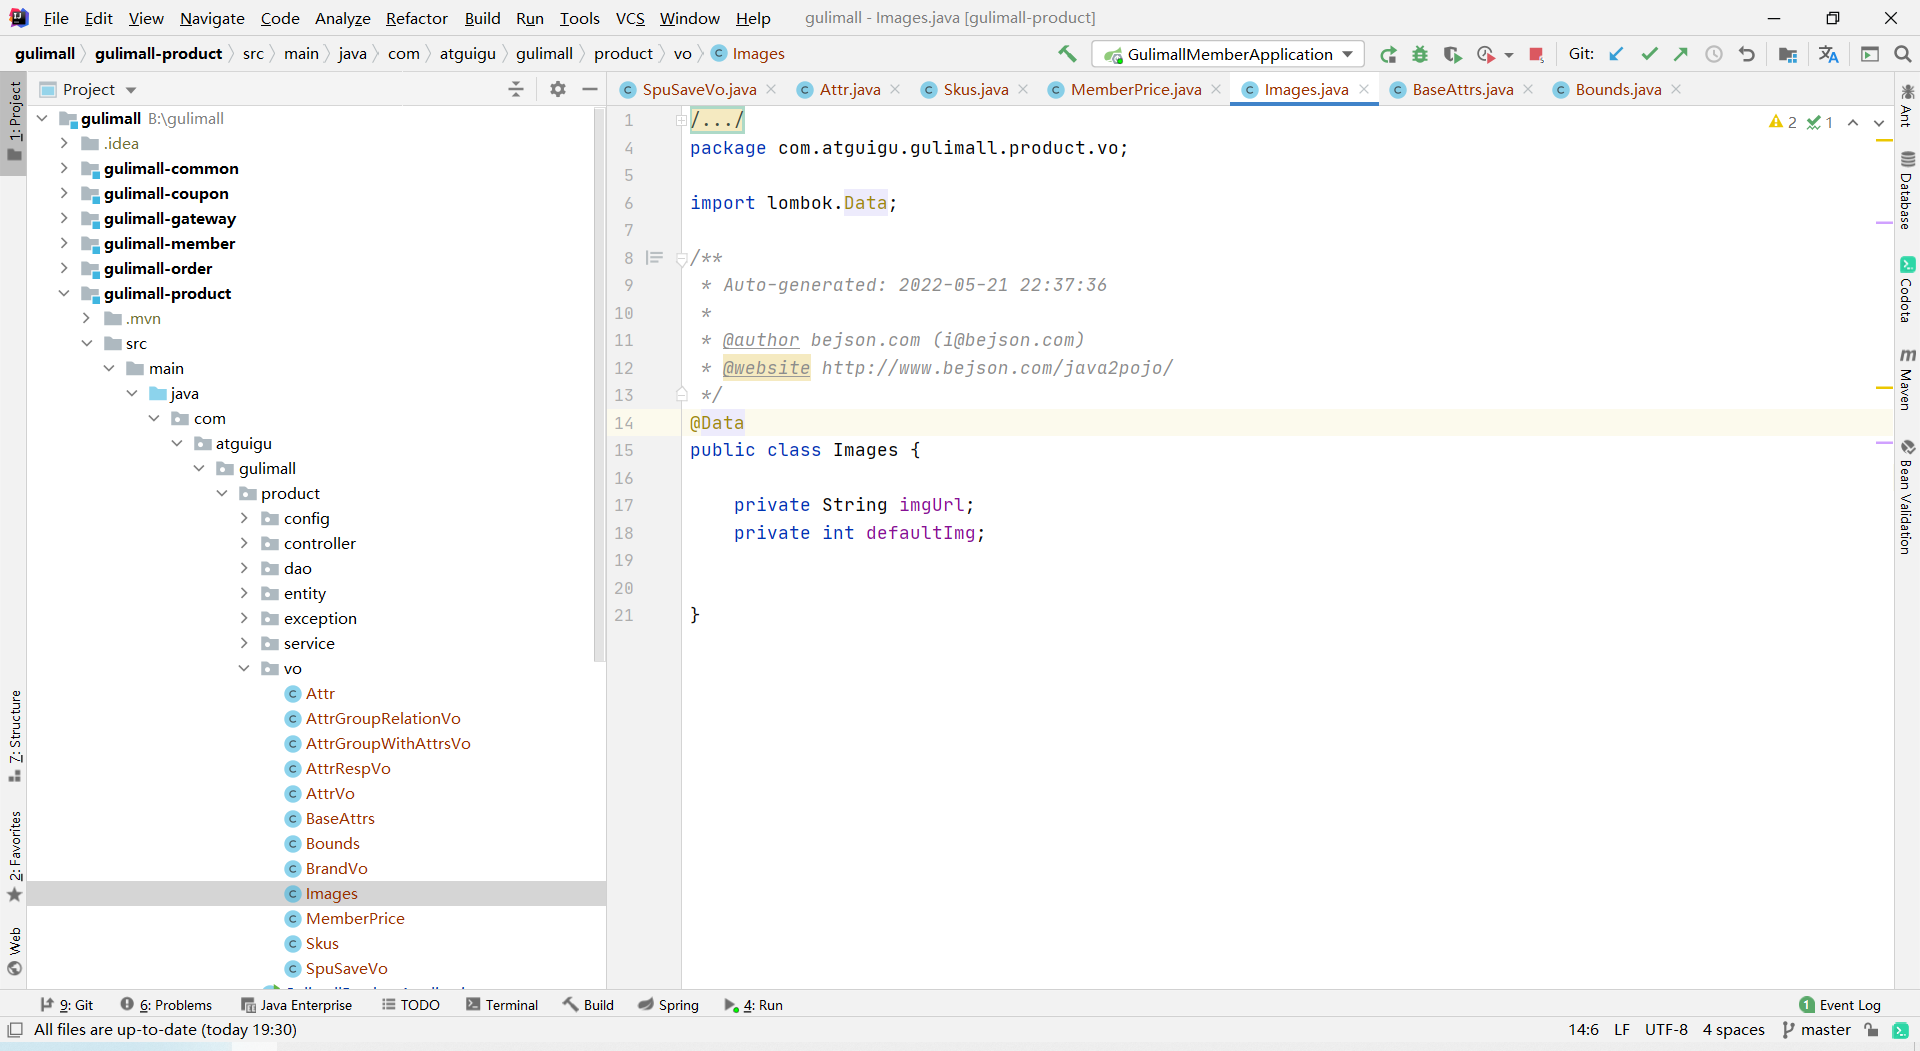 File Edit View Navigate Code Analyze Refactor Build Run Tools VCS Window Help gulimall - Images.java [gulimall-product]
gulimall gulimall-product src main java com atguigu gulimall product vo Images GulimallMemberApplication Git:
Project
SpuSaveVo.java Attr.java Skus.java MemberPrice.java Images.java BaseAttrs.java Bounds.java
1: Project
7: Structure
2: Favorites
Web
gulimall B:\gulimall
.idea
gulimall-common
gulimall-coupon
gulimall-gateway
gulimall-member
gulimall-order
gulimall-product
.mvn
src
main
java
com
atguigu
gulimall
product
config
controller
dao
entity
exception
service
vo
Attr
AttrGroupRelationVo
AttrGroupWithAttrsVo
AttrRespVo
AttrVo
BaseAttrs
Bounds
BrandVo
Images
MemberPrice
Skus
SpuSaveVo
1 /.../
4 package com.atguigu.gulimall.product.vo;
5
6 import lombok.Data;
7
8 /**
9 * Auto-generated: 2022-05-21 22:37:36
10 *
11 * @author bejson.com (i@bejson.com)
12 * @website http://www.bejson.com/java2pojo/
13 */
14 @Data
15 public class Images {
16
17 private String imgUrl;
18 private int defaultImg;
19
20
21 }
2 1
Ant
Database
Codota
Maven
Bean Validation
9: Git 6: Problems Java Enterprise TODO Terminal Build Spring 4: Run 1 Event Log
All files are up-to-date (today 19:30) 14:6 LF UTF-8 4 spaces master